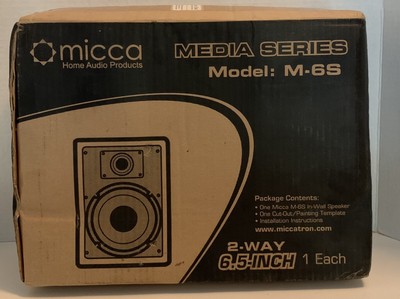 micca
Home Audio Products
MEDIA SERIES
Model: M-6S
Package Contents:
• One Micca M-6S In-Wall Speaker
• One Cut-Out/Painting Template
• Installation Instructions
www.miccatron.com
2-WAY
6.5-INCH 1 Each